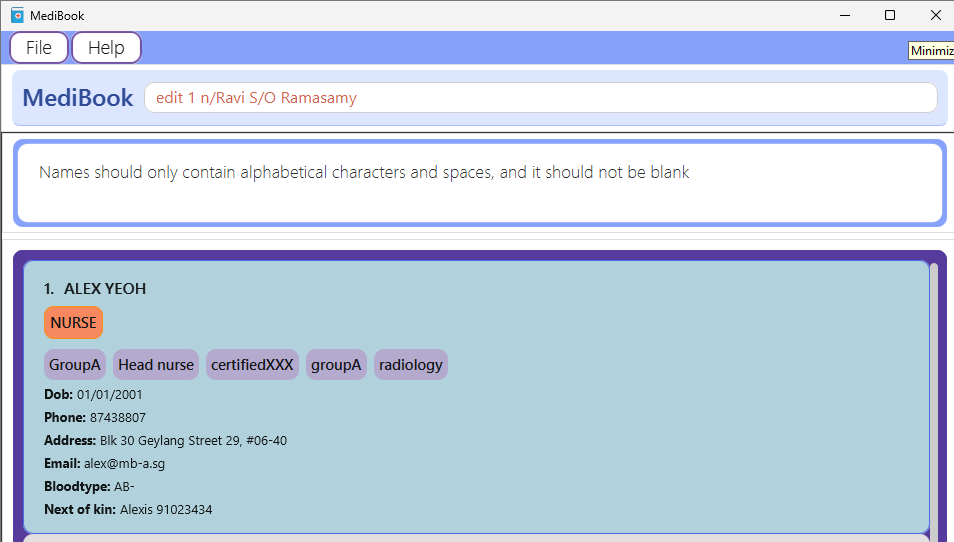 MediBook
File Help
Minimiz
MediBook edit 1 n/Ravi S/O Ramasamy
Names should only contain alphabetical characters and spaces, and it should not be blank
1. ALEX YEOH
NURSE
GroupA Head nurse certifiedXXX groupA radiology
Dob: 01/01/2001
Phone: 87438807
Address: Blk 30 Geylang Street 29, #06-40
Email: alex@mb-a.sg
Bloodtype: AB-
Next of kin: Alexis 91023434